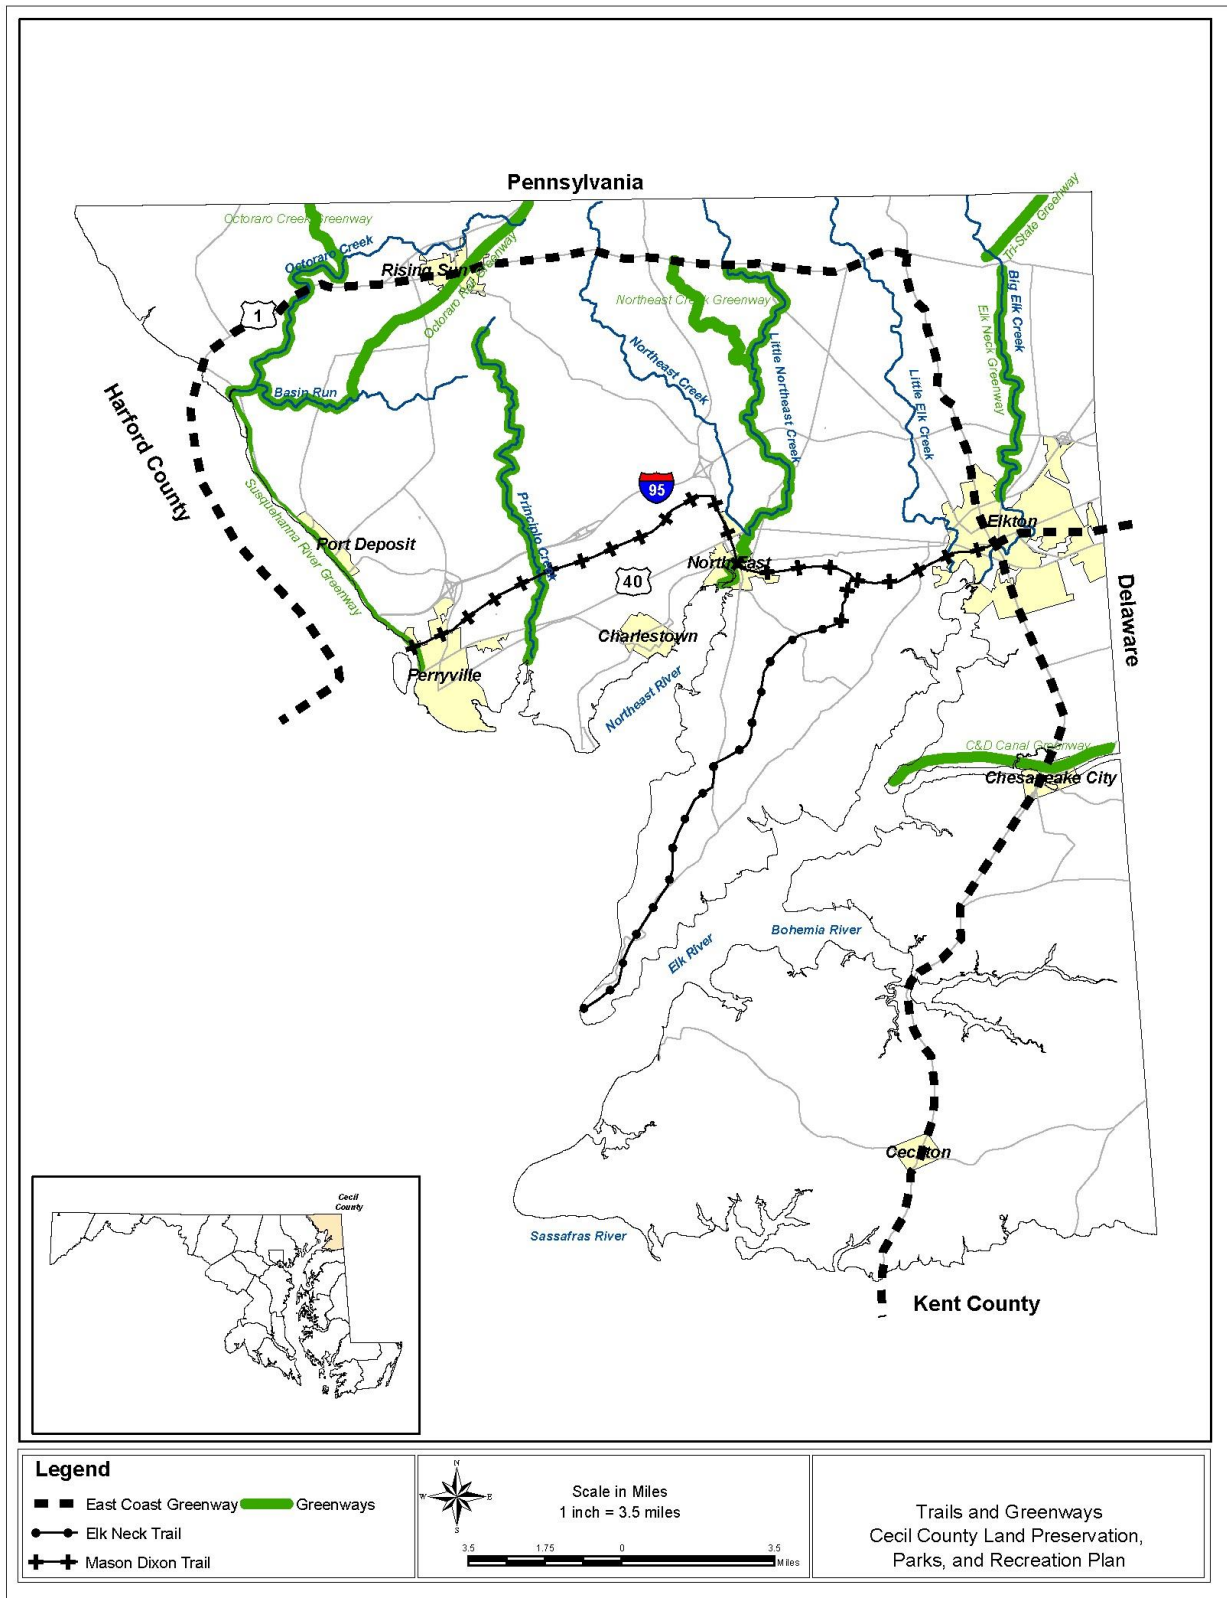 Pennsylvania
Octoraro Creek Greenway
Tri-State Greenway
Octoraro Creek
Rising Sun
Octoraro Rail Greenway
Northeast Creek Greenway
Big Elk Creek
Elk Neck Greenway
1
Little Northeast Creek
Northeast Creek
Little Elk Creek
Basin Run
Harford County
Susquehanna River Greenway
95
Principio Creek
Elkton
Port Deposit
North East
40
Delaware
Charlestown
Perryville
Northeast River
C&D Canal Greenway
Chesapeake City
Bohemia River
Elk River
Cecilton
Sassafras River
Kent County
Cecil
County
Legend
East Coast Greenway
Greenways
Elk Neck Trail
Mason Dixon Trail
N
W
E
S
Scale in Miles
1 inch = 3.5 miles
3.5 1.75 0 3.5
Miles
Trails and Greenways
Cecil County Land Preservation,
Parks, and Recreation Plan